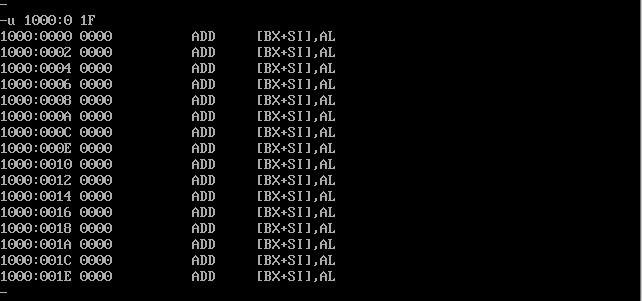 -
-u 1000:0 1F
1000:0000 0000 ADD [BX+SI],AL
1000:0002 0000 ADD [BX+SI],AL
1000:0004 0000 ADD [BX+SI],AL
1000:0006 0000 ADD [BX+SI],AL
1000:0008 0000 ADD [BX+SI],AL
1000:000A 0000 ADD [BX+SI],AL
1000:000C 0000 ADD [BX+SI],AL
1000:000E 0000 ADD [BX+SI],AL
1000:0010 0000 ADD [BX+SI],AL
1000:0012 0000 ADD [BX+SI],AL
1000:0014 0000 ADD [BX+SI],AL
1000:0016 0000 ADD [BX+SI],AL
1000:0018 0000 ADD [BX+SI],AL
1000:001A 0000 ADD [BX+SI],AL
1000:001C 0000 ADD [BX+SI],AL
1000:001E 0000 ADD [BX+SI],AL
-